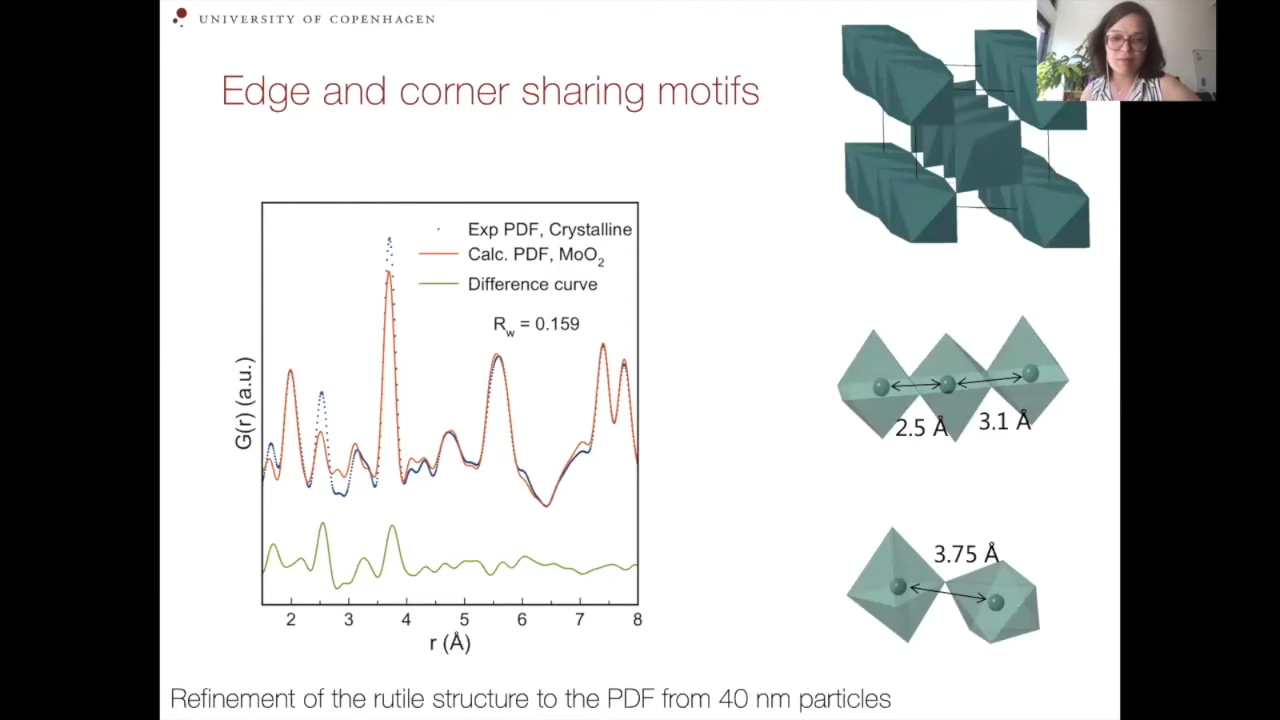 UNIVERSITY OF COPENHAGEN
Edge and corner sharing motifs
Exp PDF, Crystalline
Calc. PDF, MoO2
Difference curve
Rw = 0.159
G(r) (a.u.)
2 3 4 5 6 7 8
r (Å)
2.5 Å
3.1 Å
3.75 Å
Refinement of the rutile structure to the PDF from 40 nm particles